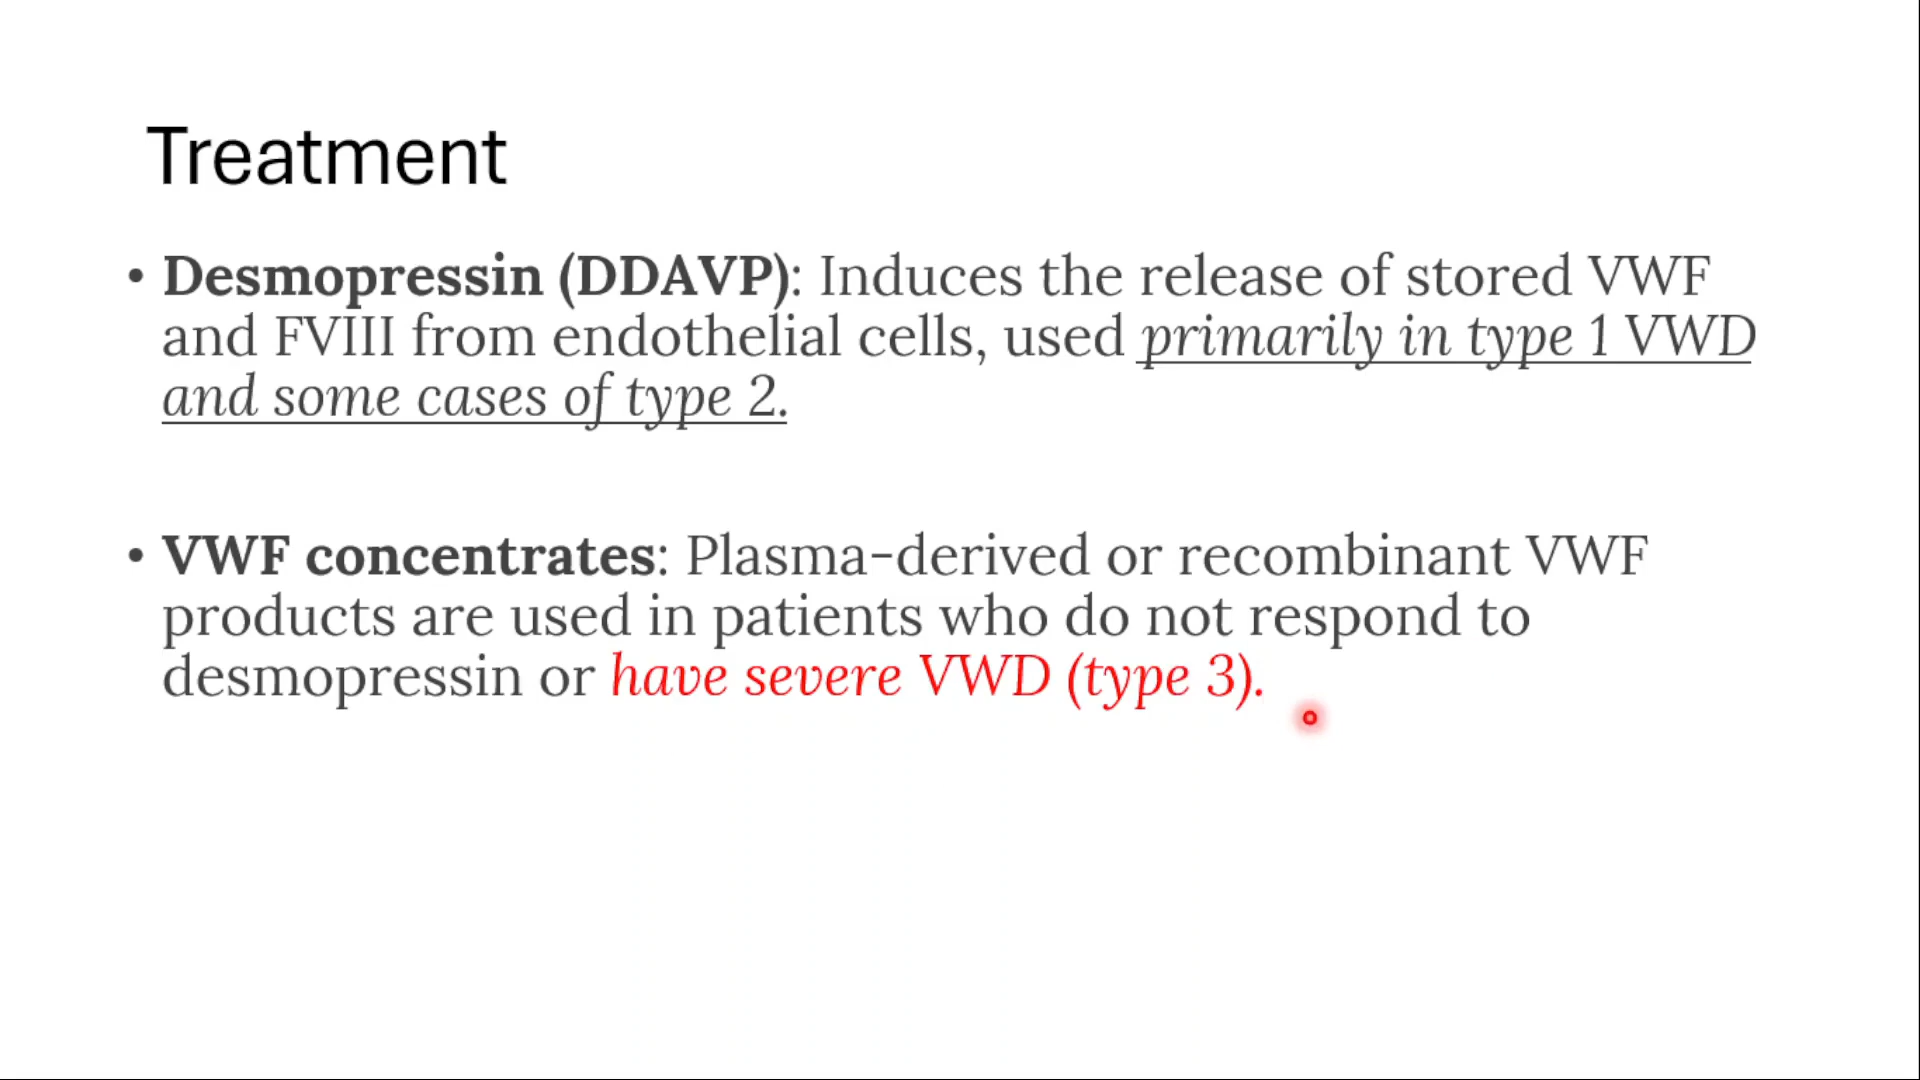 Treatment
• Desmopressin (DDAVP): Induces the release of stored VWF
and FVIII from endothelial cells, used primarily in type 1 VWD
and some cases of type 2.
• VWF concentrates: Plasma-derived or recombinant VWF
products are used in patients who do not respond to
desmopressin or have severe VWD (type 3).